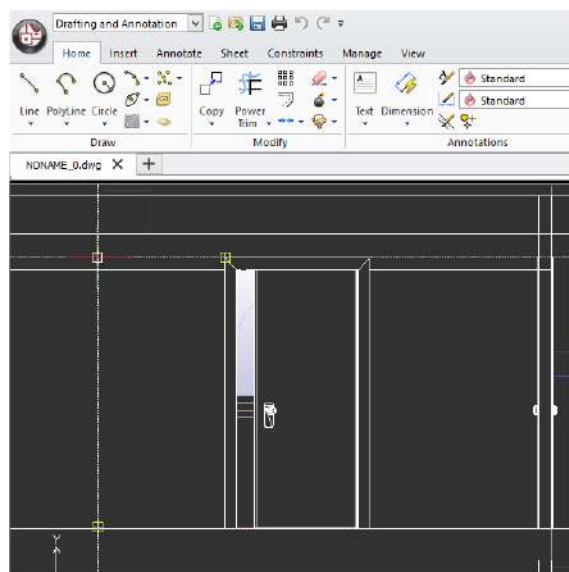 Drafting and Annotation
Home Insert Annotate Sheet Constraints Manage View
Standard
Line PolyLine Circle Copy Power Trim Text Dimension Standard
Draw Modify Annotations
NONAME_0.dwg
Y